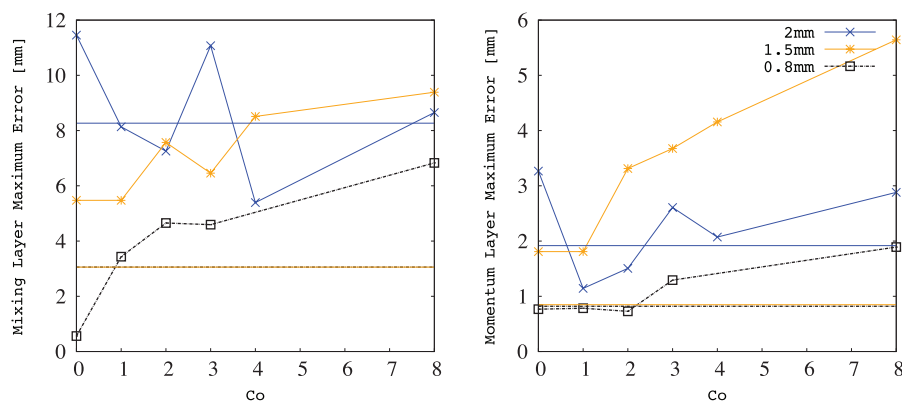 Mixing Layer Maximum Error [mm]
12
10
8
6
4
2
0
0 1 2 3 4 5 6 7 8
Co
Momentum Layer Maximum Error [mm]
6
5
4
3
2
1
0
0 1 2 3 4 5 6 7 8
Co
2mm
1.5mm
0.8mm